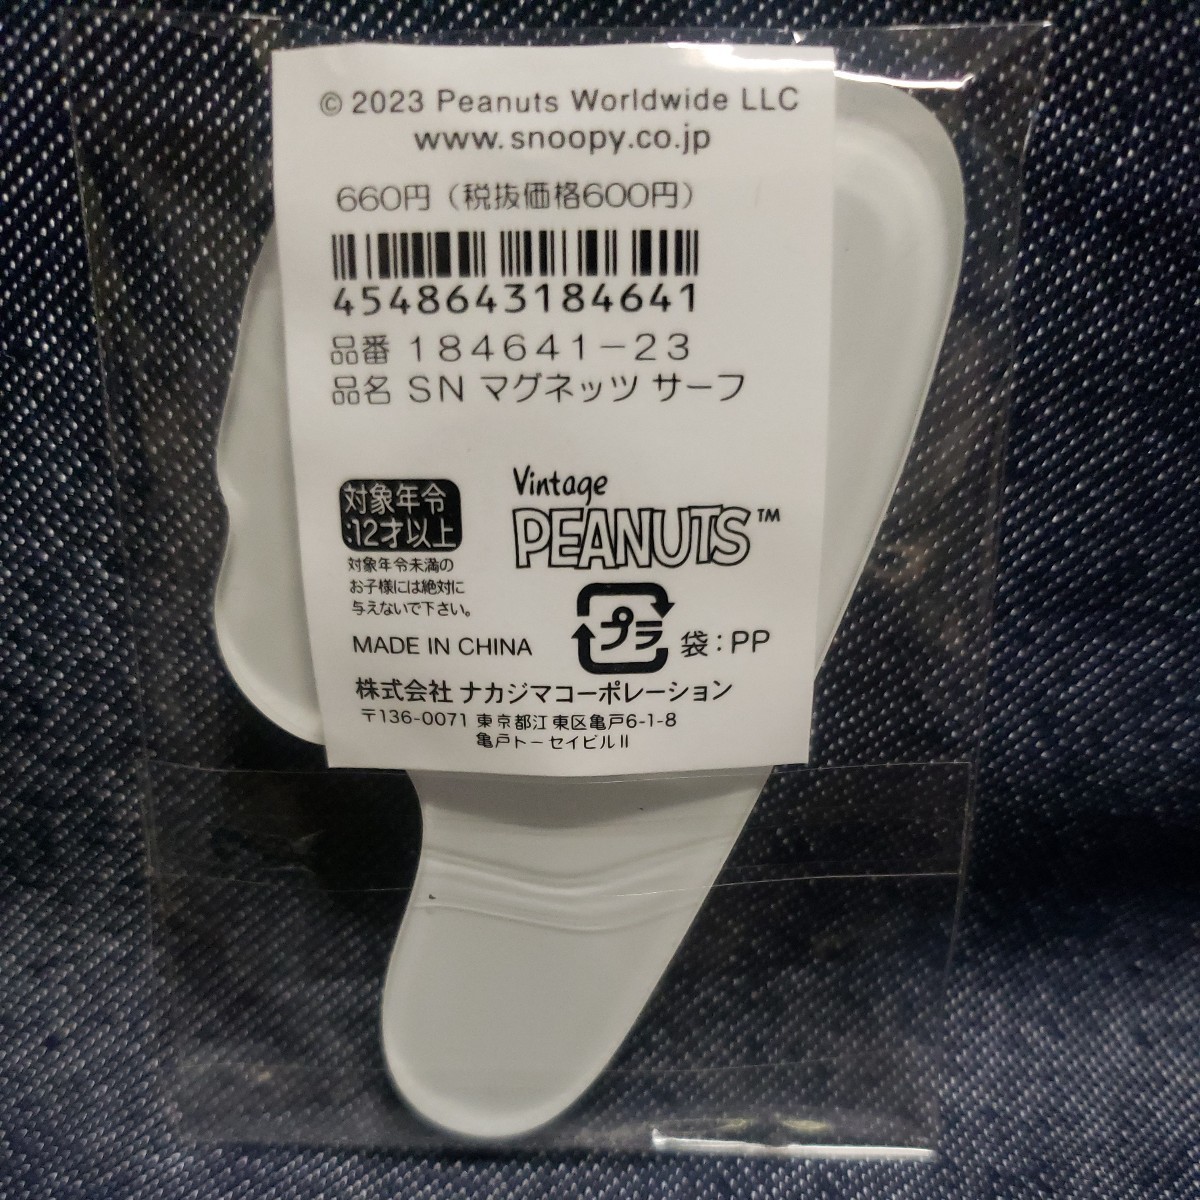 © 2023 Peanuts Worldwide LLC
www.snoopy.co.jp
660円（税抜価格600円）
4548643184641
品番 184641-23
品名 SN マグネッツ サーフ
対象年令
:12才以上
対象年令未満の
お子様には絶対に
与えないで下さい。
Vintage
PEANUTS™
MADE IN CHINA
プラ
袋：PP
株式会社 ナカジマコーポレーション
〒136-0071 東京都江東区亀戸6-1-8
亀戸トーセイビルⅡ